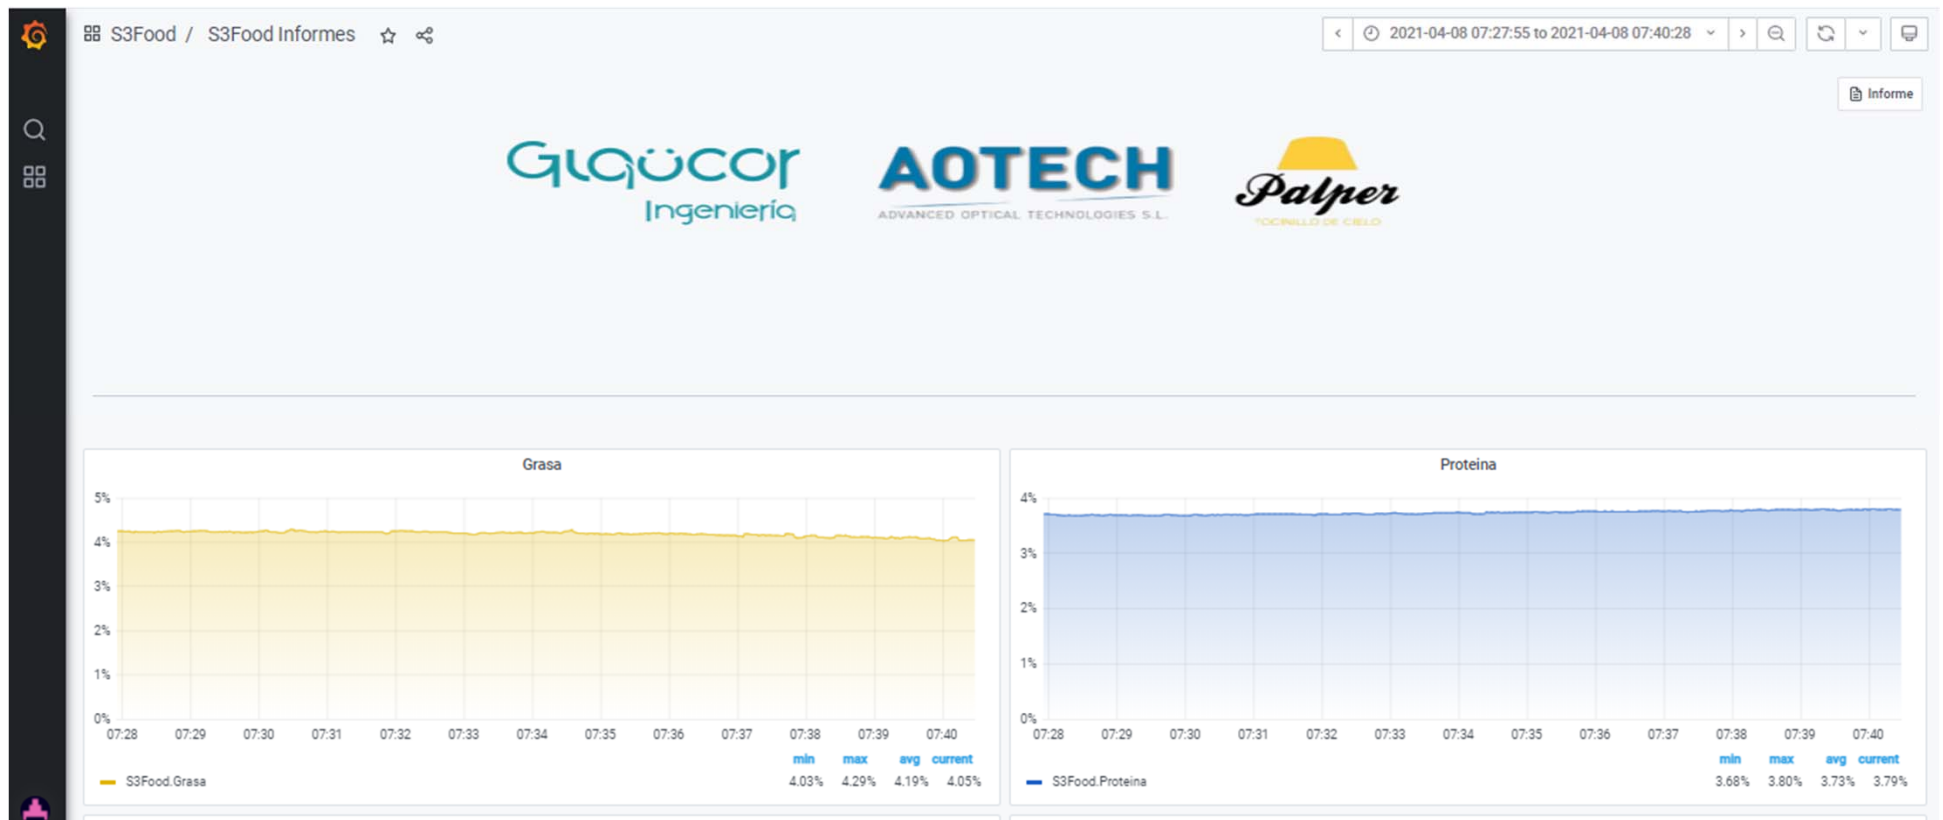 S3Food / S3Food Informes
2021-04-08 07:27:55 to 2021-04-08 07:40:28
Informe
Glaücor
Ingeniería
AOTECH
ADVANCED OPTICAL TECHNOLOGIES S.L.
Palper
TOCINILLO DE CIELO
Grasa
5%
4%
3%
2%
1%
0%
07:28 07:29 07:30 07:31 07:32 07:33 07:34 07:35 07:36 07:37 07:38 07:39 07:40
min max avg current
S3Food.Grasa 4.03% 4.29% 4.19% 4.05%
Proteina
4%
3%
2%
1%
0%
07:28 07:29 07:30 07:31 07:32 07:33 07:34 07:35 07:36 07:37 07:38 07:39 07:40
min max avg current
S3Food.Proteina 3.68% 3.80% 3.73% 3.79%